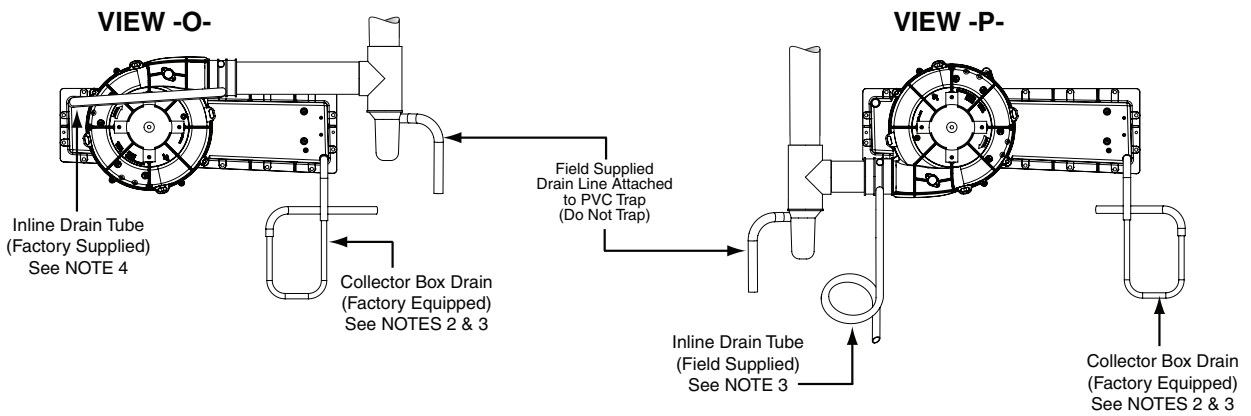 VIEW -O-
VIEW -P-
Inline Drain Tube
(Factory Supplied)
See NOTE 4
Collector Box Drain
(Factory Equipped)
See NOTES 2 & 3
Field Supplied
Drain Line Attached
to PVC Trap
(Do Not Trap)
Inline Drain Tube
(Field Supplied)
See NOTE 3
Collector Box Drain
(Factory Equipped)
See NOTES 2 & 3